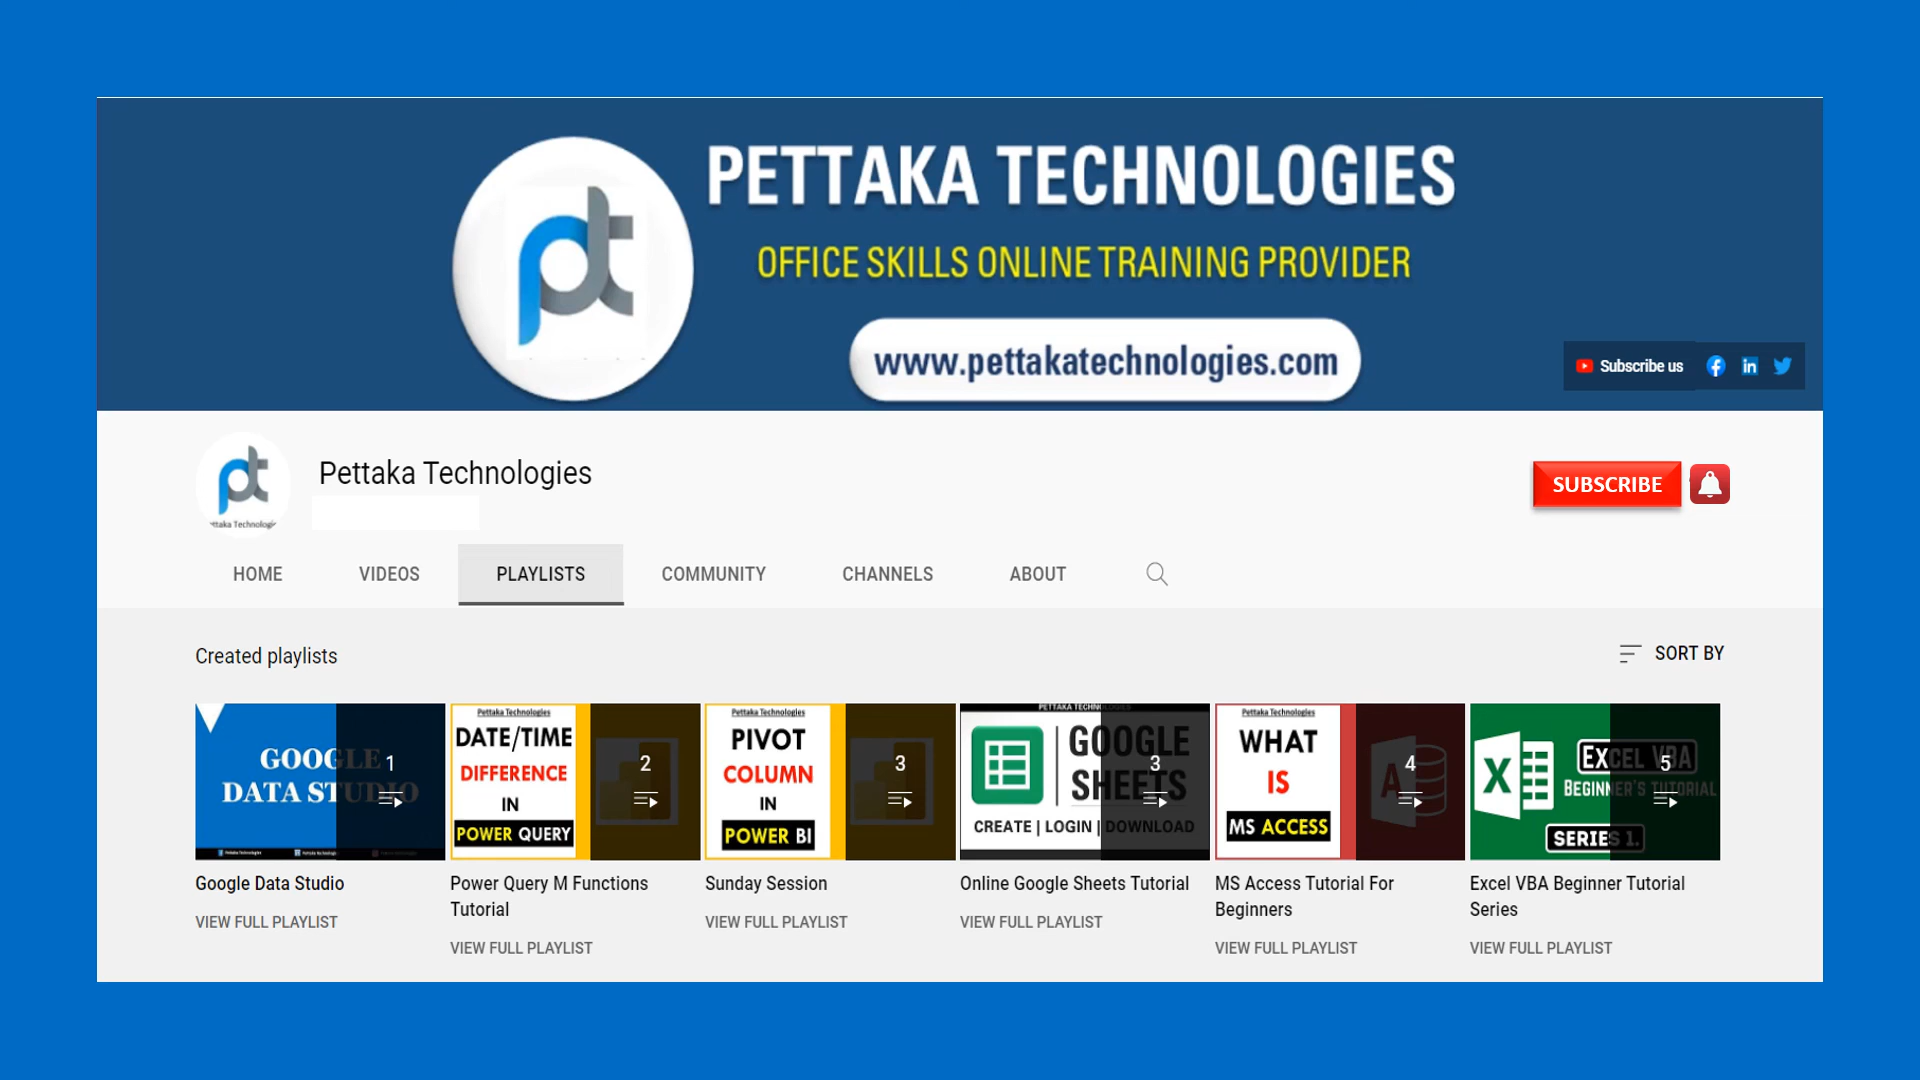 PETTAKA TECHNOLOGIES
OFFICE SKILLS ONLINE TRAINING PROVIDER
www.pettakatechnologies.com
Subscribe us
Pettaka Technologies
ttaka Technologi
SUBSCRIBE
HOME
VIDEOS
PLAYLISTS
COMMUNITY
CHANNELS
ABOUT
Created playlists
SORT BY
GOOGLE
DATA STUDIO
1
Google Data Studio
VIEW FULL PLAYLIST
Pettaka Technologies
DATE/TIME
DIFFERENCE
IN
POWER QUERY
2
Power Query M Functions
Tutorial
VIEW FULL PLAYLIST
Pettaka Technologies
PIVOT
COLUMN
IN
POWER BI
3
Sunday Session
VIEW FULL PLAYLIST
PETTAKA TECHNOLOGIES
GOOGLE
SHEETS
CREATE | LOGIN | DOWNLOAD
3
Online Google Sheets Tutorial
VIEW FULL PLAYLIST
Pettaka Technologies
WHAT
IS
MS ACCESS
4
MS Access Tutorial For
Beginners
VIEW FULL PLAYLIST
EXCEL VBA
BEGINNER'S TUTORIAL
SERIES 1.
5
Excel VBA Beginner Tutorial
Series
VIEW FULL PLAYLIST